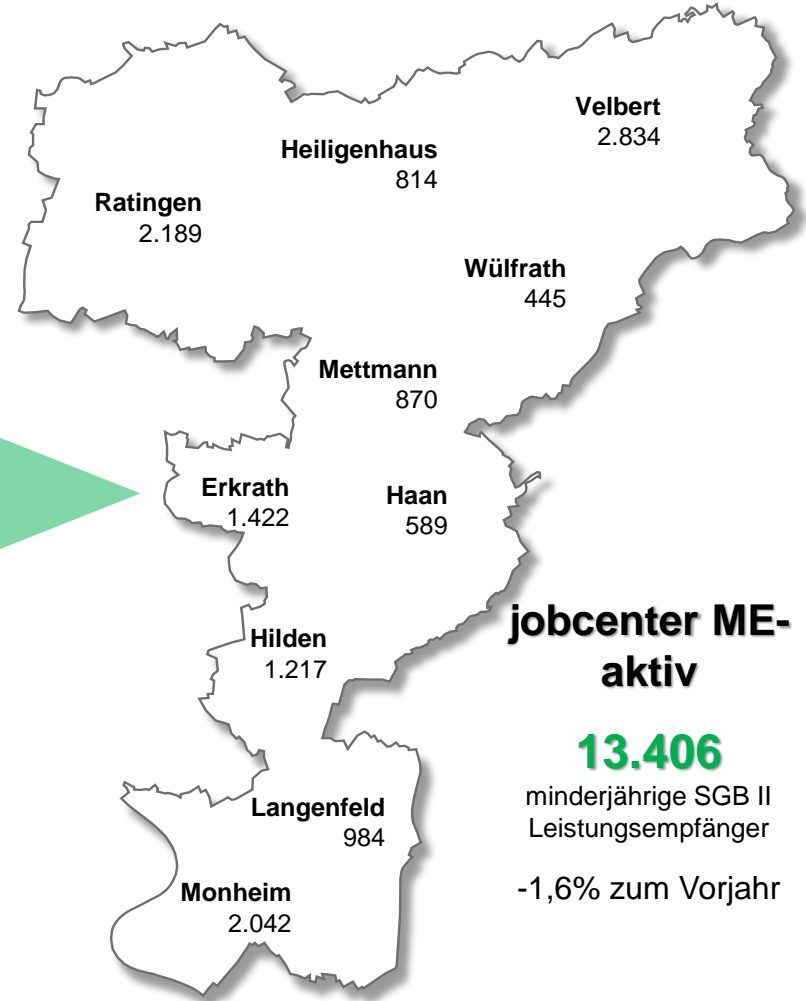 Velbert
2.834
Heiligenhaus
814
Ratingen
2.189
Wülfrath
445
Mettmann
870
Erkrath
1.422
Haan
589
Hilden
1.217
jobcenter ME-
aktiv
13.406
minderjährige SGB II
Leistungsempfänger
-1,6% zum Vorjahr
Langenfeld
984
Monheim
2.042